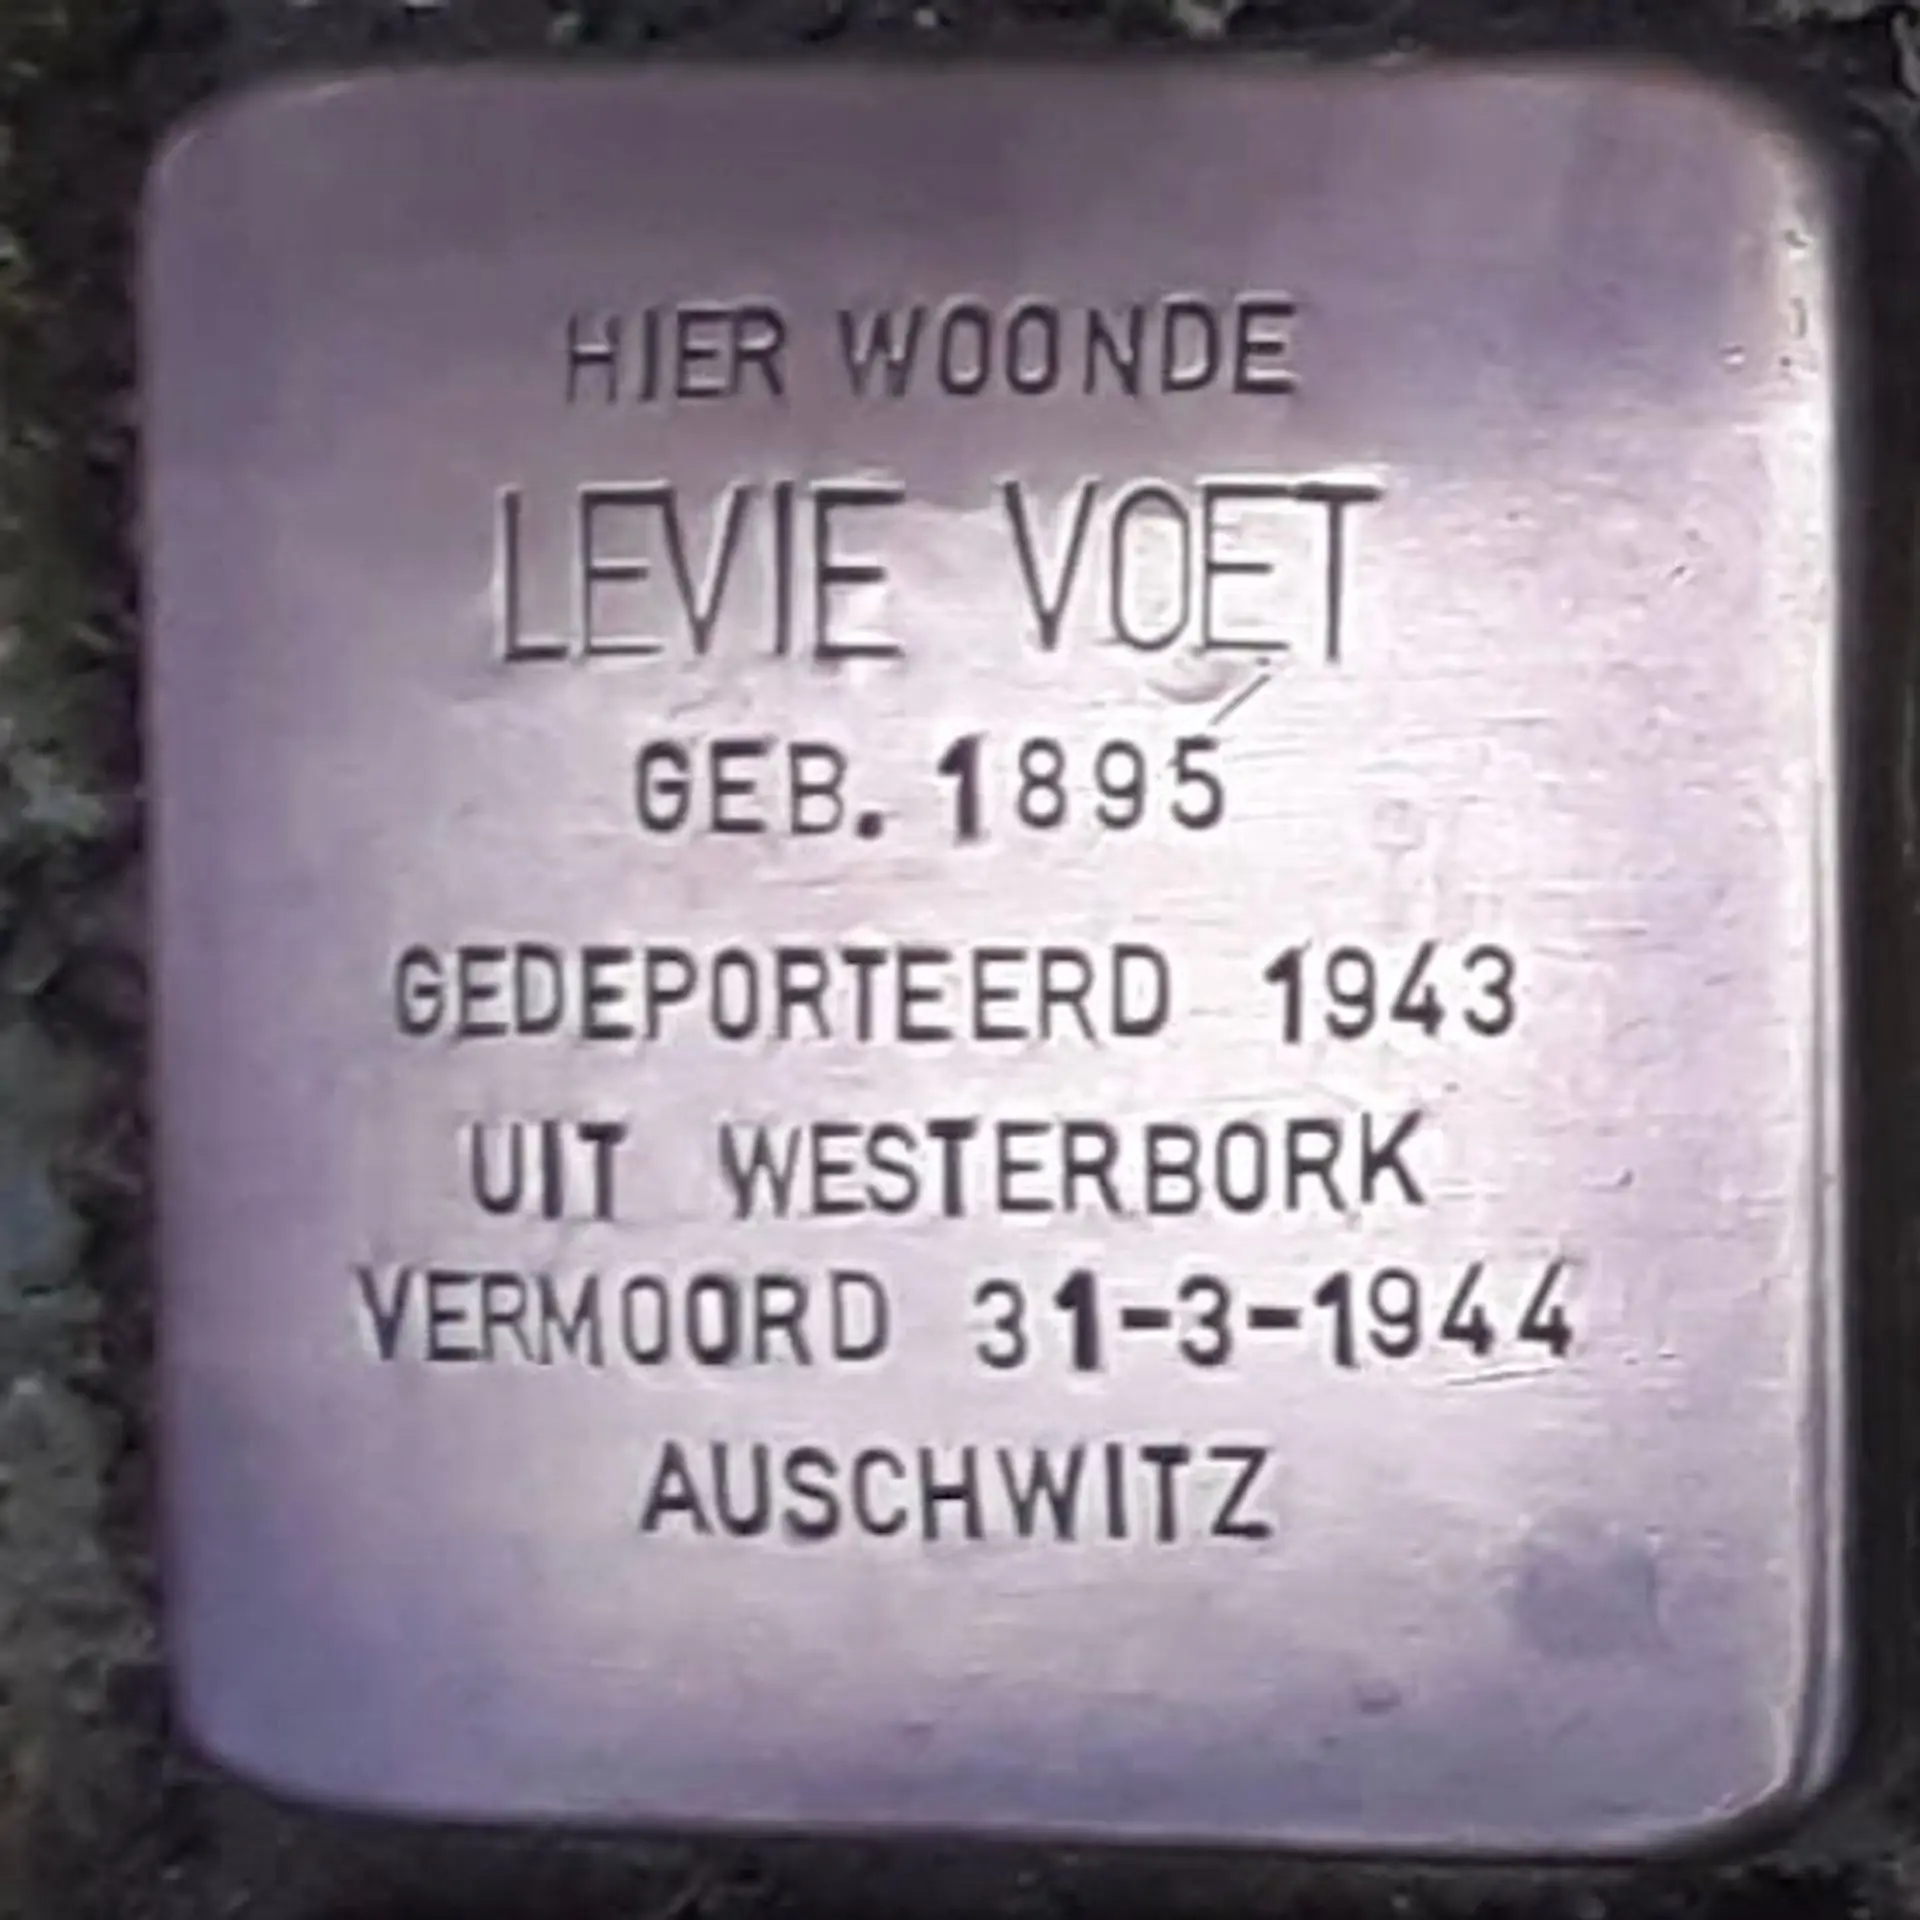 HIER WOONDE
LEVIE VOET
GEB. 1895
GEDEPORTEERD 1943
UIT WESTERBORK
VERMOORD 31-3-1944
AUSCHWITZ